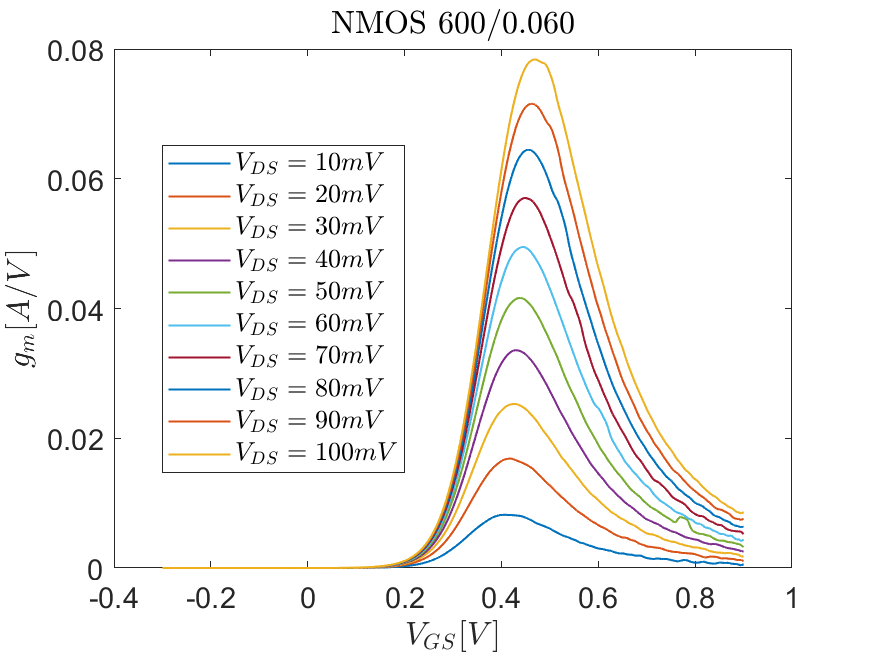 NMOS 600/0.060
0.08
0.06
0.04
0.02
0
g_m[A/V]
V_DS = 10mV
V_DS = 20mV
V_DS = 30mV
V_DS = 40mV
V_DS = 50mV
V_DS = 60mV
V_DS = 70mV
V_DS = 80mV
V_DS = 90mV
V_DS = 100mV
-0.4 -0.2 0 0.2 0.4 0.6 0.8 1
V_GS[V]